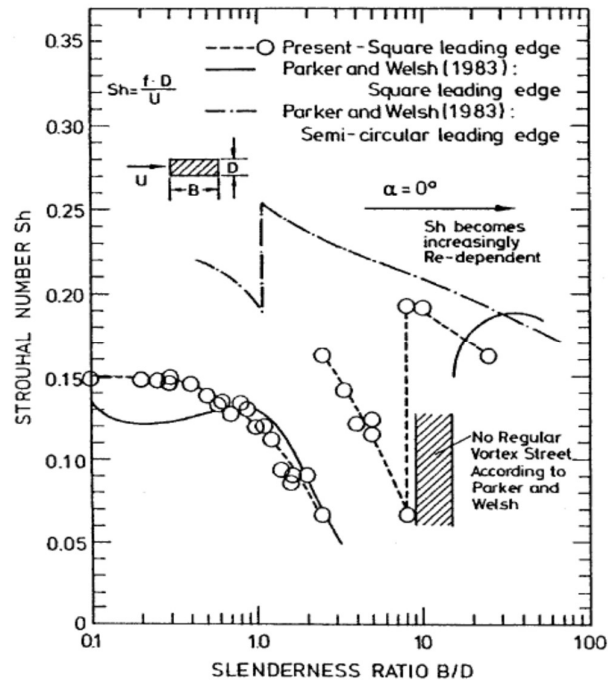 0.35
0.30
0.25
0.20
0.15
0.10
0.05
0
STROUHAL NUMBER Sh
Present-Square leading edge
Parker and Welsh (1983) :
Square leading
edge
Parker and Welsh (1983) :
Semi-circular leading
edge
Sh= f·D
U
U
B
D
α=0°
Sh becomes
increasingly
Re-dependent
No Regular
Vortex Street
According to
Parker and
Welsh
0.1
1.0
10
100
SLENDERNESS RATIO B/D